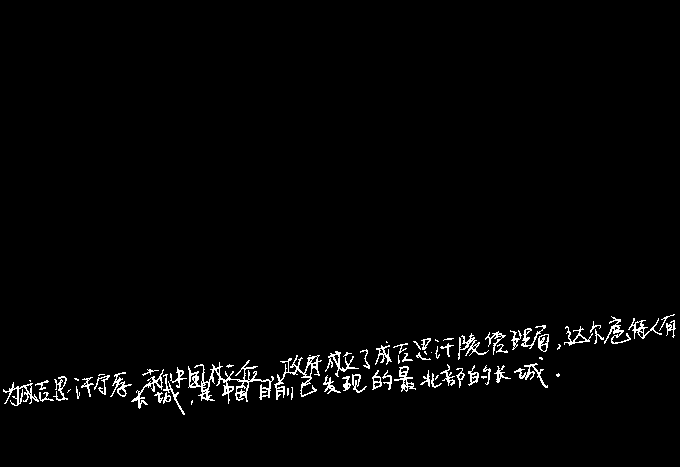 为成吉思汗守孝。新中国成立后,政府成立了成吉思汗陵管理局,达尔扈特人有
长城,是中国目前已发现的最北部的长城.